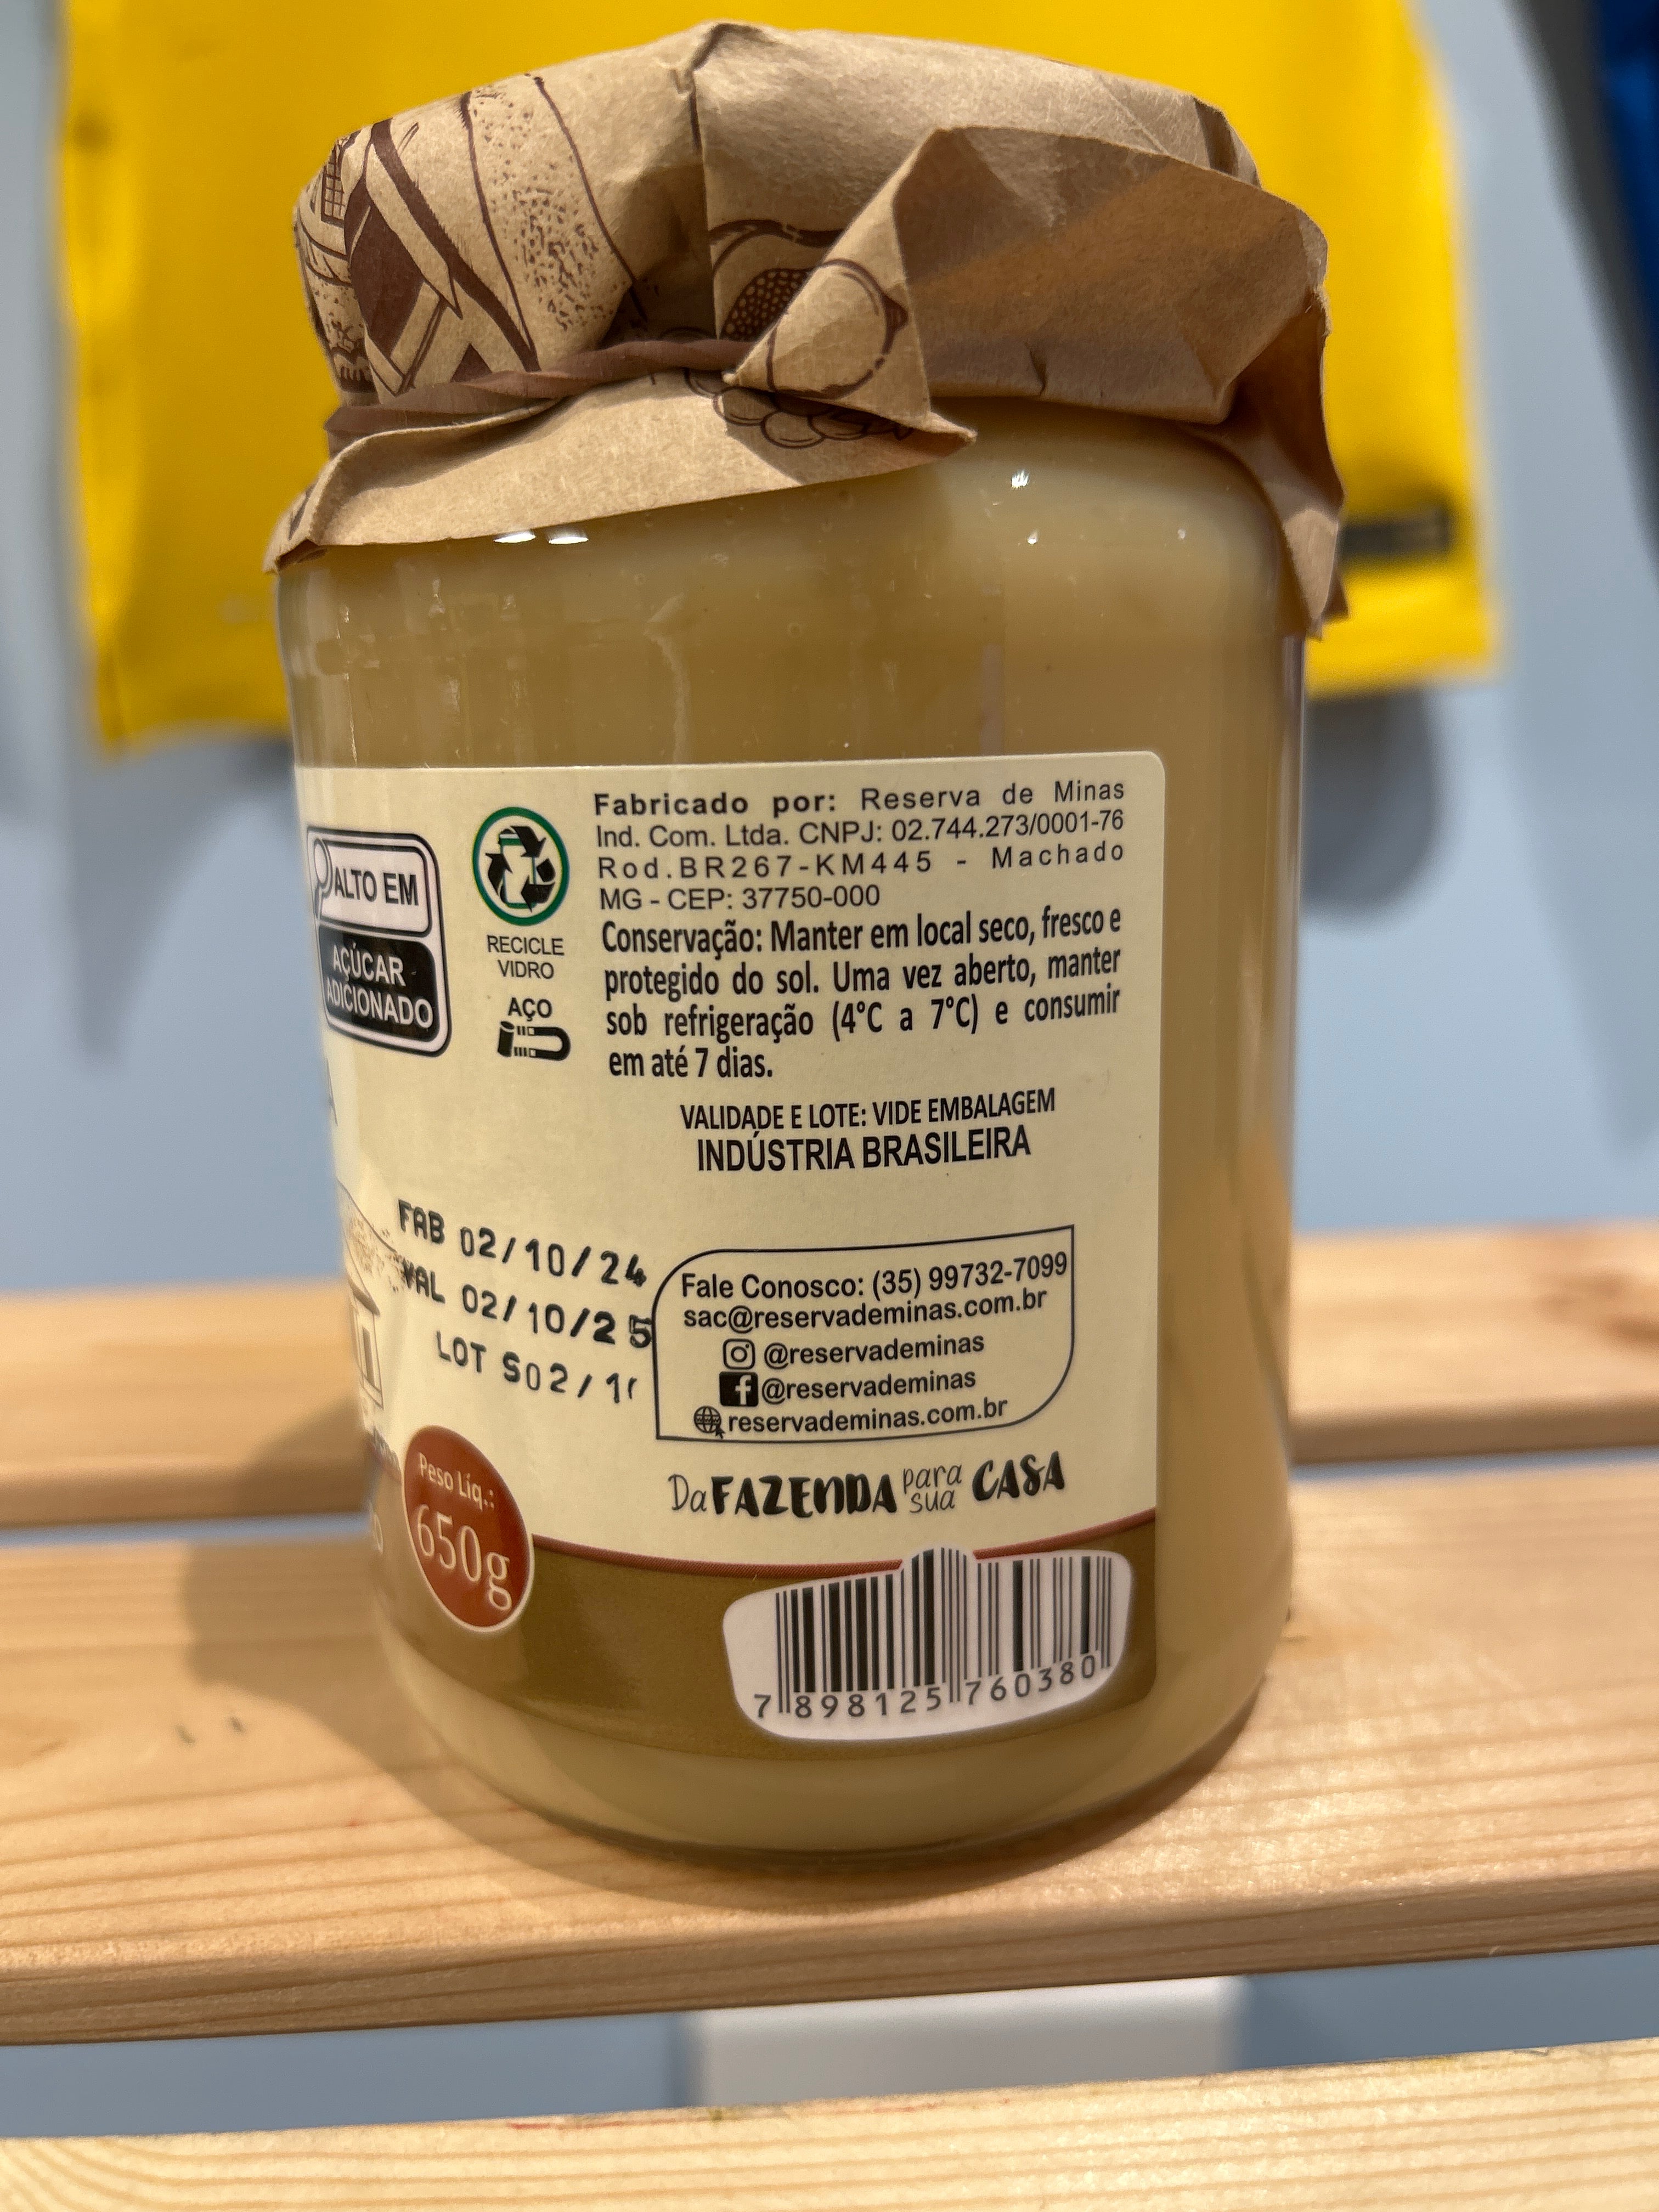 ALTO EM
AÇÚCAR
ADICIONADO
RECICLE
VIDRO
AÇO
Fabricado por: Reserva de Minas
Ind. Com. Ltda. CNPJ: 02.744.273/0001-76
Rod.BR267-KM445 - Machado
MG - CEP: 37750-000
Conservação: Manter em local seco, fresco e
protegido do sol. Uma vez aberto, manter
sob refrigeração (4°C a 7°C) e consumir
em até 7 dias.
VALIDADE E LOTE: VIDE EMBALAGEM
INDÚSTRIA BRASILEIRA
FAB 02/10/24
VAL 02/10/25
LOT
Fale Conosco: (35) 99732-7099
sac@reservademinas.com.br
@reservademinas
@reservademinas
reservademinas.com.br
Da FAZENDA para sua CASA
Peso Líq.:
650g
7 898125 760380